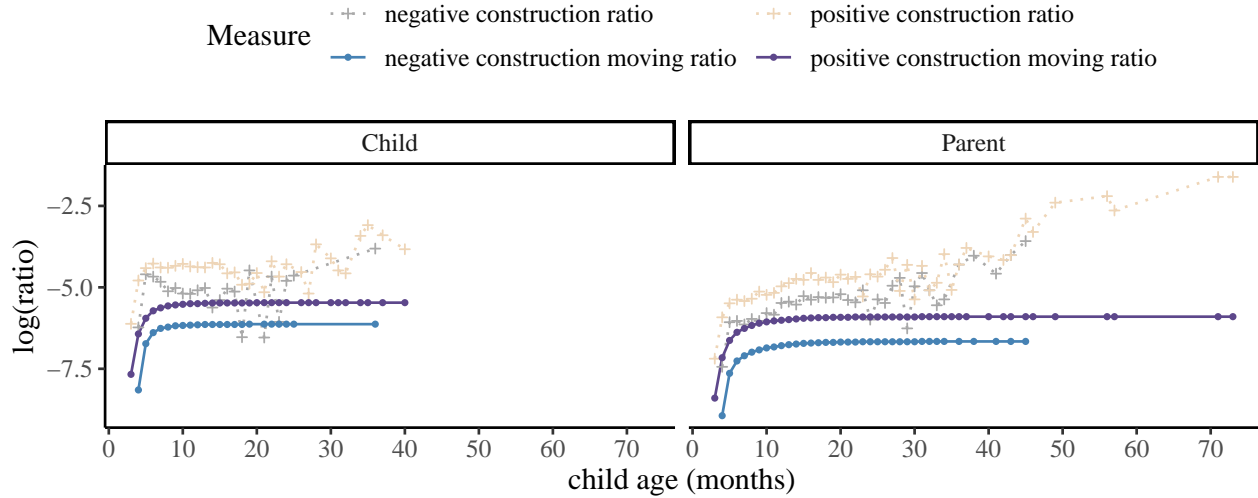 Measure
negative construction ratio
positive construction ratio
negative construction moving ratio
positive construction moving ratio
Child
Parent
log(ratio)
−2.5
−5.0
−7.5
0 10 20 30 40 50 60 70
0 10 20 30 40 50 60 70
child age (months)